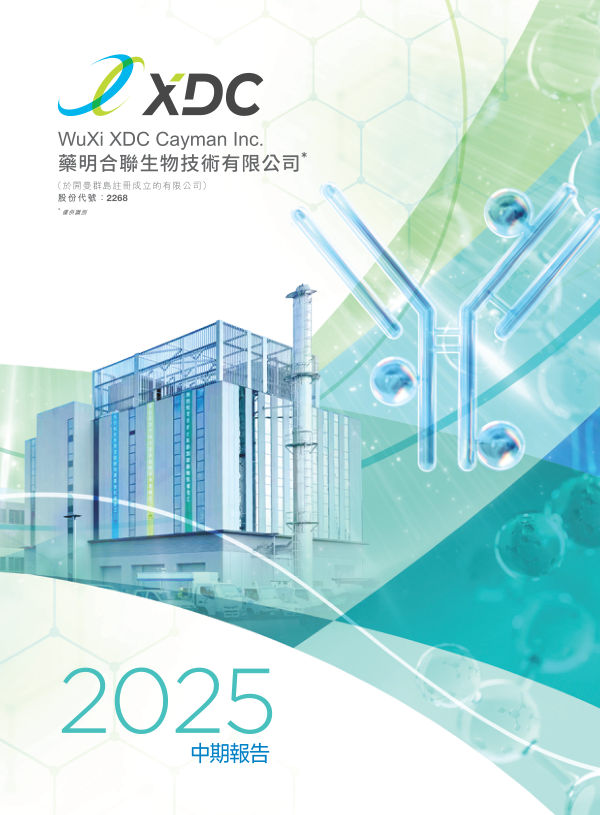 XDC
WuXi XDC Cayman Inc.
藥明合聯生物技術有限公司*
（於開曼群島註冊成立的有限公司）
股份代號：2268
* 僅供識別
2025
中期報告